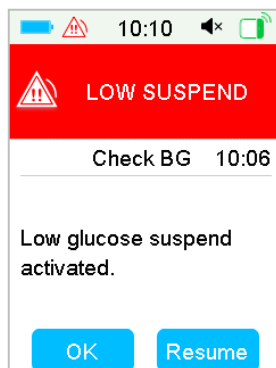 10:10
LOW SUSPEND
Check BG 10:06
Low glucose suspend
activated.
OK Resume